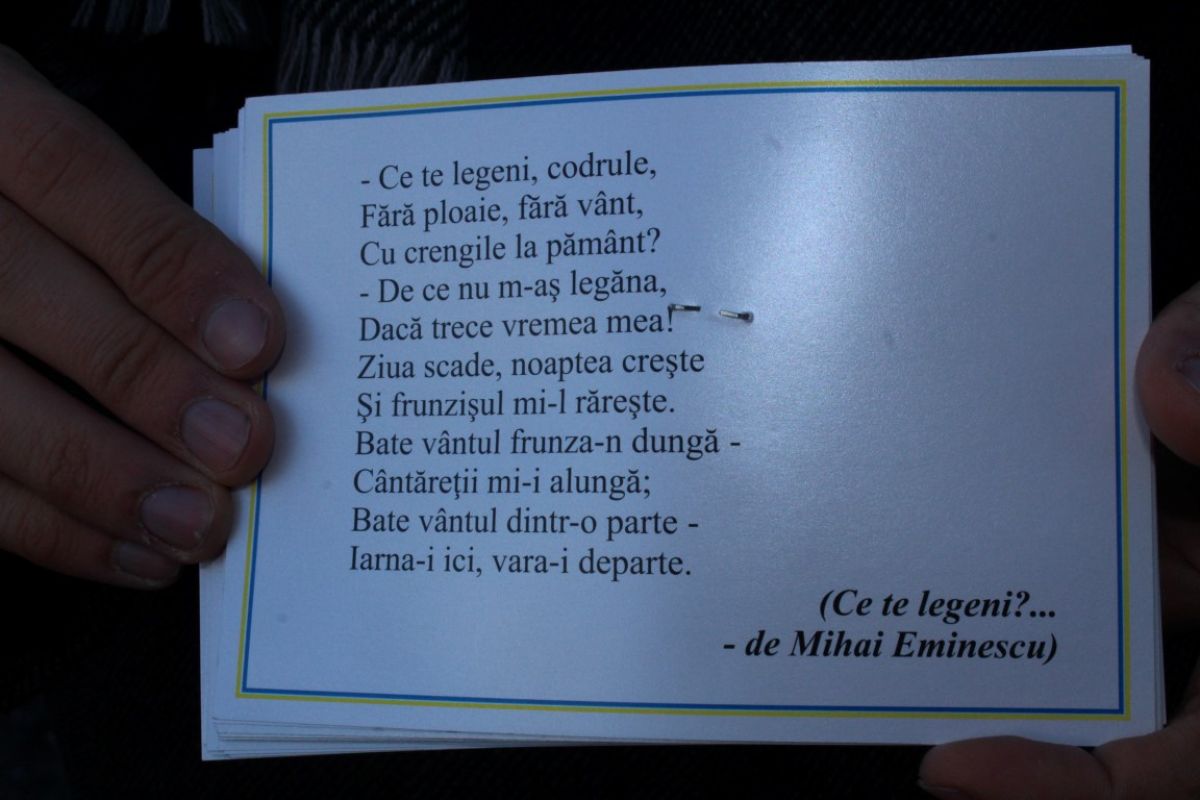 - Ce te legeni, codrule,
Fără ploaie, fără vânt,
Cu crengile la pământ?
- De ce nu m-aş legăna,
Dacă trece vremea mea!
Ziua scade, noaptea creşte
Şi frunzişul mi-l răreşte.
Bate vântul frunza-n dungă -
Cântăreţii mi-i alungă;
Bate vântul dintr-o parte -
Iarna-i ici, vara-i departe.
(Ce te legeni?...
- de Mihai Eminescu)